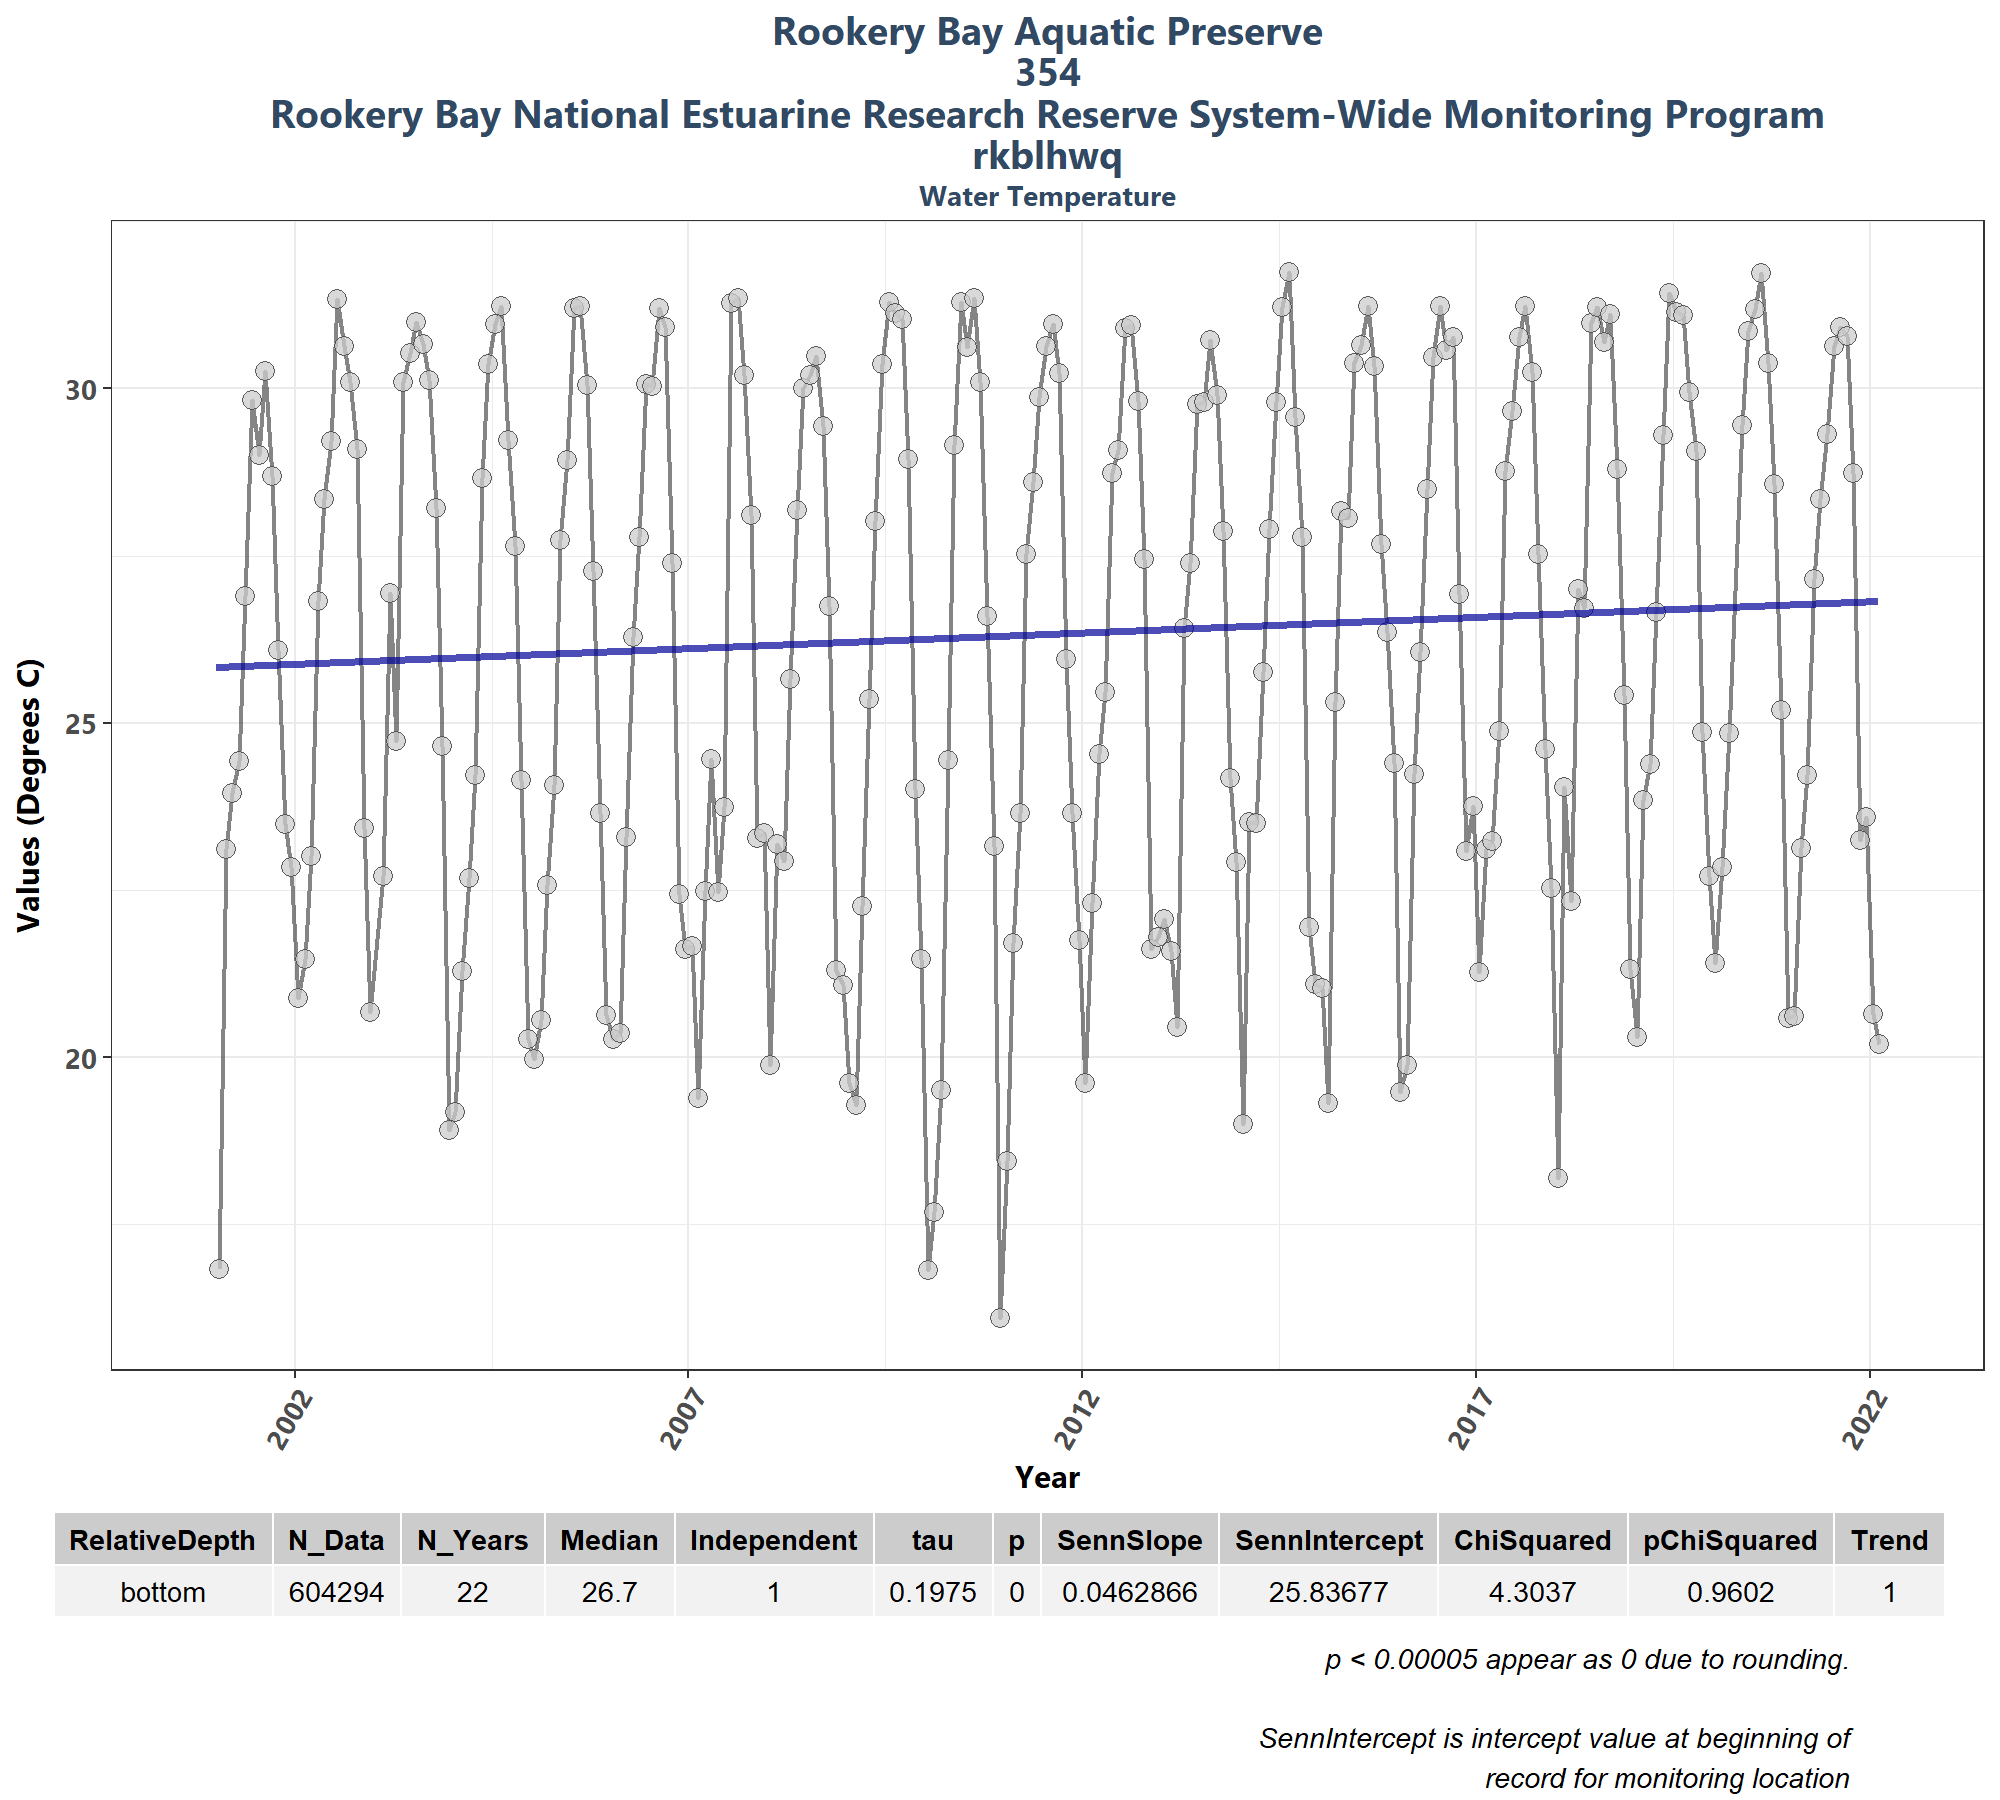 Rookery Bay Aquatic Preserve
354
Rookery Bay National Estuarine Research Reserve System-Wide Monitoring Program
rkblhwq
Water Temperature
Values (Degrees C)
30
25
20
2002 2007 2012 2017 2022
Year
RelativeDepth N_Data N_Years Median Independent tau p SennSlope SennIntercept ChiSquared pChiSquared Trend
bottom 604294 22 26.7 1 0.1975 0 0.0462866 25.83677 4.3037 0.9602 1
p < 0.00005 appear as 0 due to rounding.
SennIntercept is intercept value at beginning of
record for monitoring location